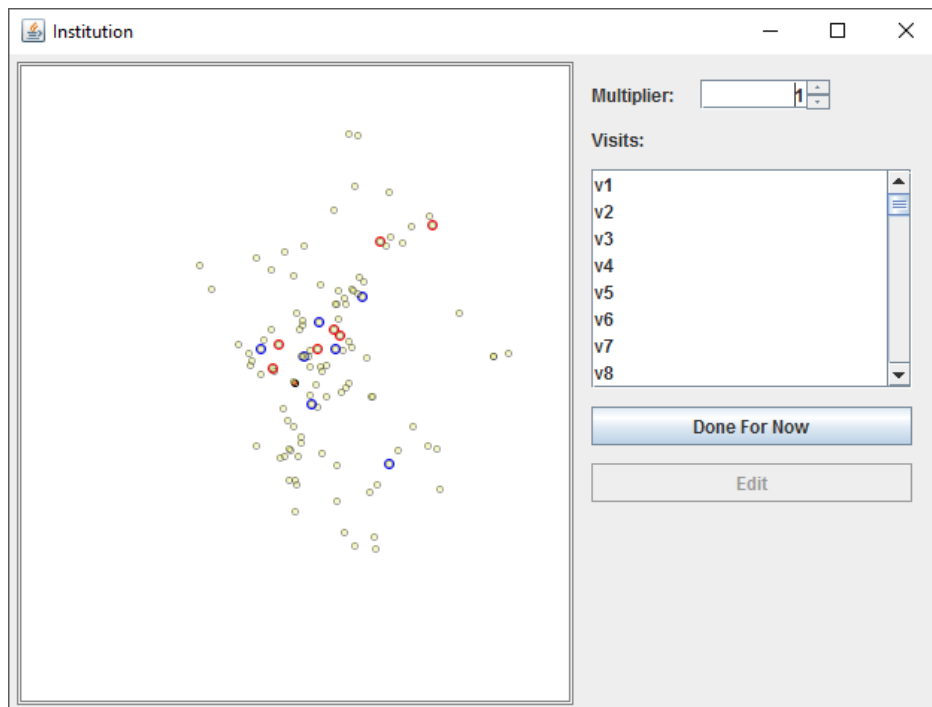 Institution
Multiplier: 1
Visits:
v1
v2
v3
v4
v5
v6
v7
v8
Done For Now
Edit